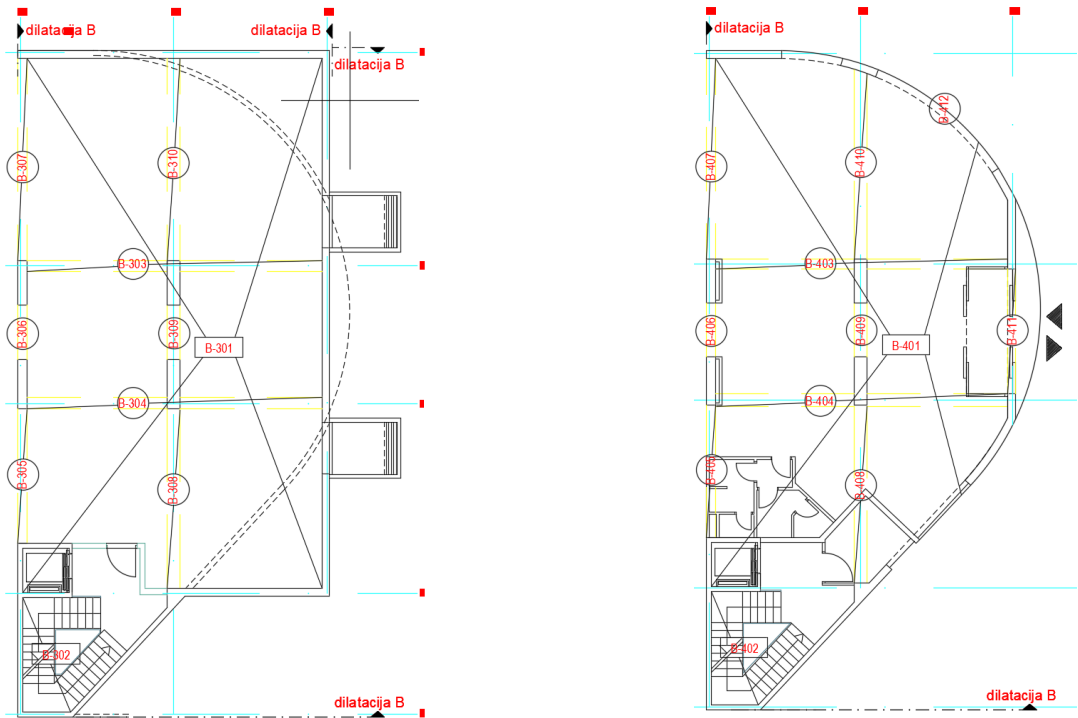 dilatacija B
dilatacija B
dilatacija B
B-307
B-310
B-303
B-306
B-309
B-301
B-304
B-305
B-308
B-302
dilatacija B
dilatacija B
B-412
B-407
B-410
B-403
B-406
B-409
B-401
B-411
B-404
B-405
B-408
B-402
dilatacija B